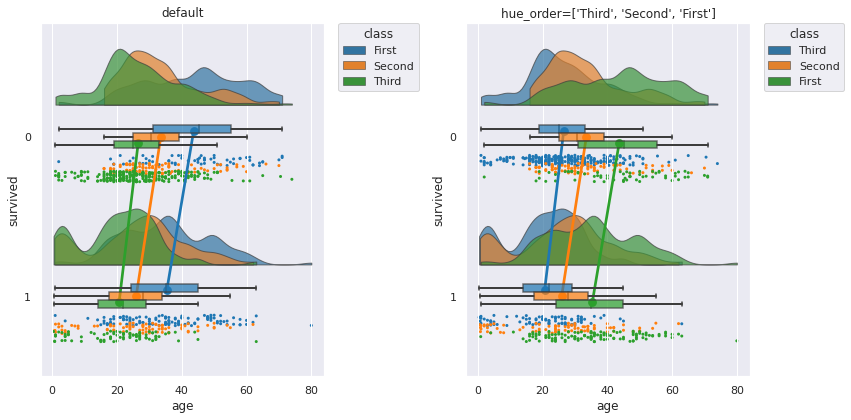 default
class
First
Second
Third
survived
0
1
0
20
40
60
80
age
hue_order=['Third', 'Second', 'First']
class
Third
Second
First
survived
0
1
0
20
40
60
80
age